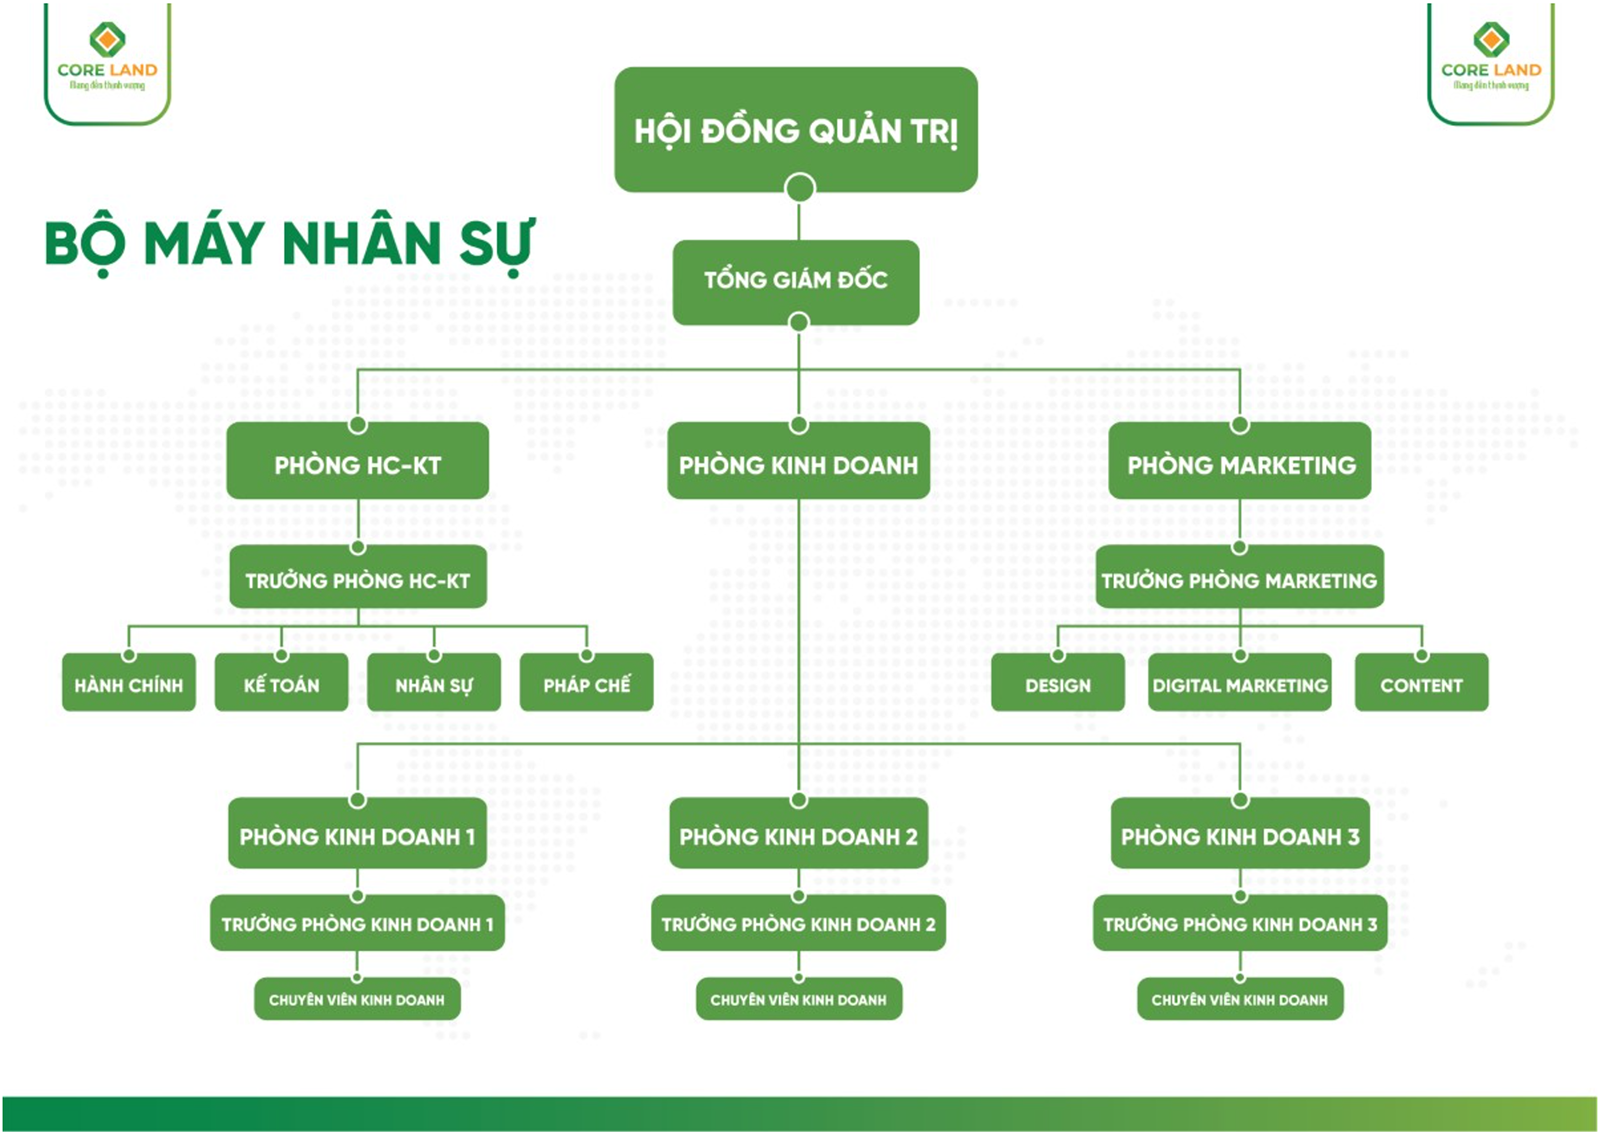 CORE LAND
Mang đến thịnh vượng
CORE LAND
Mang đến thịnh vượng
HỘI ĐỒNG QUẢN TRỊ
BỘ MÁY NHÂN SỰ
TỔNG GIÁM ĐỐC
PHÒNG HC-KT
PHÒNG KINH DOANH
PHÒNG MARKETING
TRƯỞNG PHÒNG HC-KT
TRƯỞNG PHÒNG MARKETING
HÀNH CHÍNH
KẾ TOÁN
NHÂN SỰ
PHÁP CHẾ
DESIGN
DIGITAL MARKETING
CONTENT
PHÒNG KINH DOANH 1
PHÒNG KINH DOANH 2
PHÒNG KINH DOANH 3
TRƯỞNG PHÒNG KINH DOANH 1
TRƯỞNG PHÒNG KINH DOANH 2
TRƯỞNG PHÒNG KINH DOANH 3
CHUYÊN VIÊN KINH DOANH
CHUYÊN VIÊN KINH DOANH
CHUYÊN VIÊN KINH DOANH